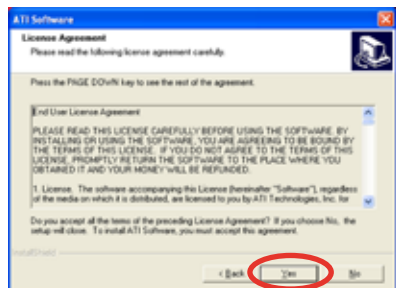 ATI Software
License Agreement
Please read the following license agreement carefully.
Press the PAGE DOWN key to see the rest of the agreement.
End User License Agreement
PLEASE READ THIS LICENSE CAREFULLY BEFORE USING THE SOFTWARE. BY
INSTALLING OR USING THE SOFTWARE, YOU ARE AGREEING TO BE BOUND BY
THE TERMS OF THIS LICENSE. IF YOU DO NOT AGREE TO THE TERMS OF THIS
LICENSE, PROMPTLY RETURN THE SOFTWARE TO THE PLACE WHERE YOU
OBTAINED IT AND YOUR MONEY WILL BE REFUNDED.
1. License. The software accompanying this License (hereinafter "Software"), regardless
of the media on which it is distributed, are licensed to you by ATI Technologies, Inc. for
Do you accept all the terms of the preceding License Agreement? If you choose No, the
setup will close. To install ATI Software, you must accept this agreement.
InstallShield
< Back Yes No